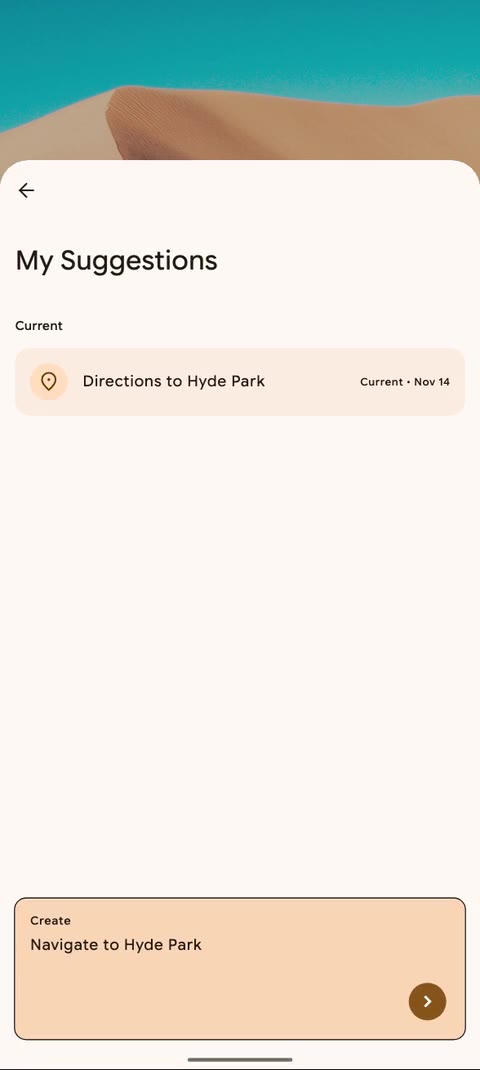 My Suggestions
Current
Directions to Hyde Park
Current • Nov 14
Create
Navigate to Hyde Park